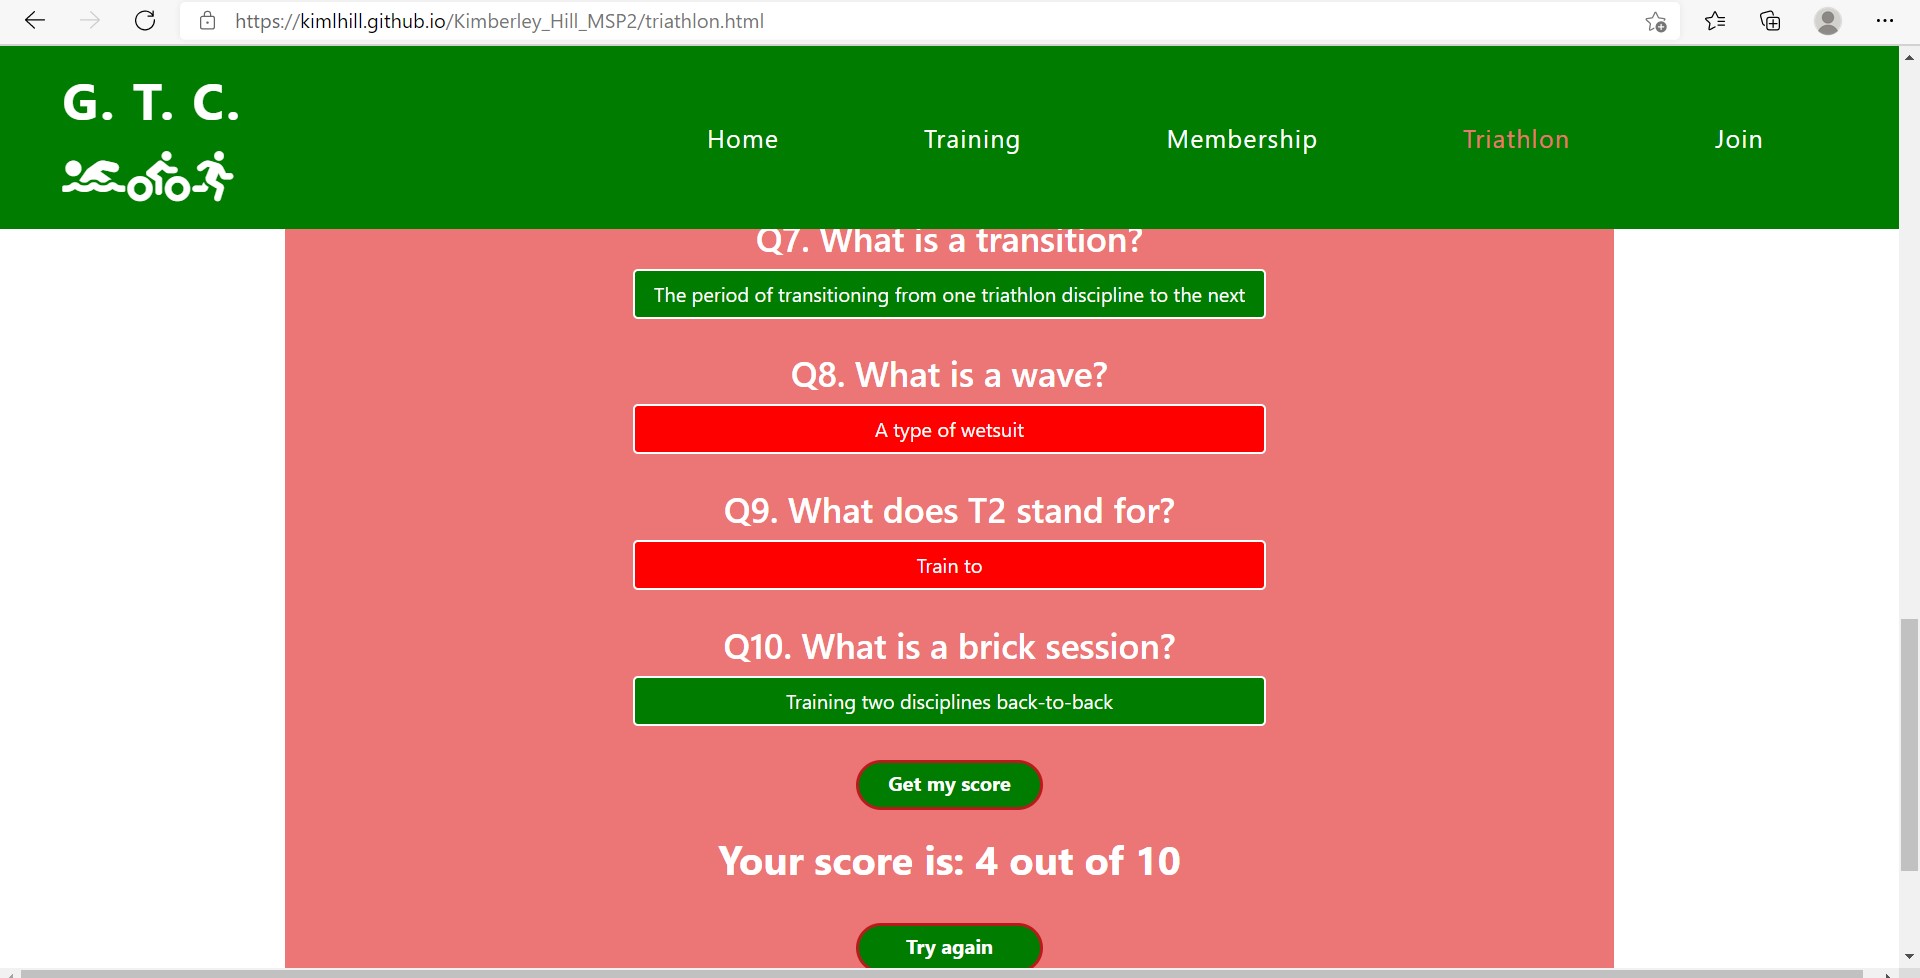 https://kimlhill.github.io/Kimberley_Hill_MSP2/triathlon.html
G. T. C.
Home Training Membership Triathlon Join
Q7. What is a transition?
The period of transitioning from one triathlon discipline to the next
Q8. What is a wave?
A type of wetsuit
Q9. What does T2 stand for?
Train to
Q10. What is a brick session?
Training two disciplines back-to-back
Get my score
Your score is: 4 out of 10
Try again